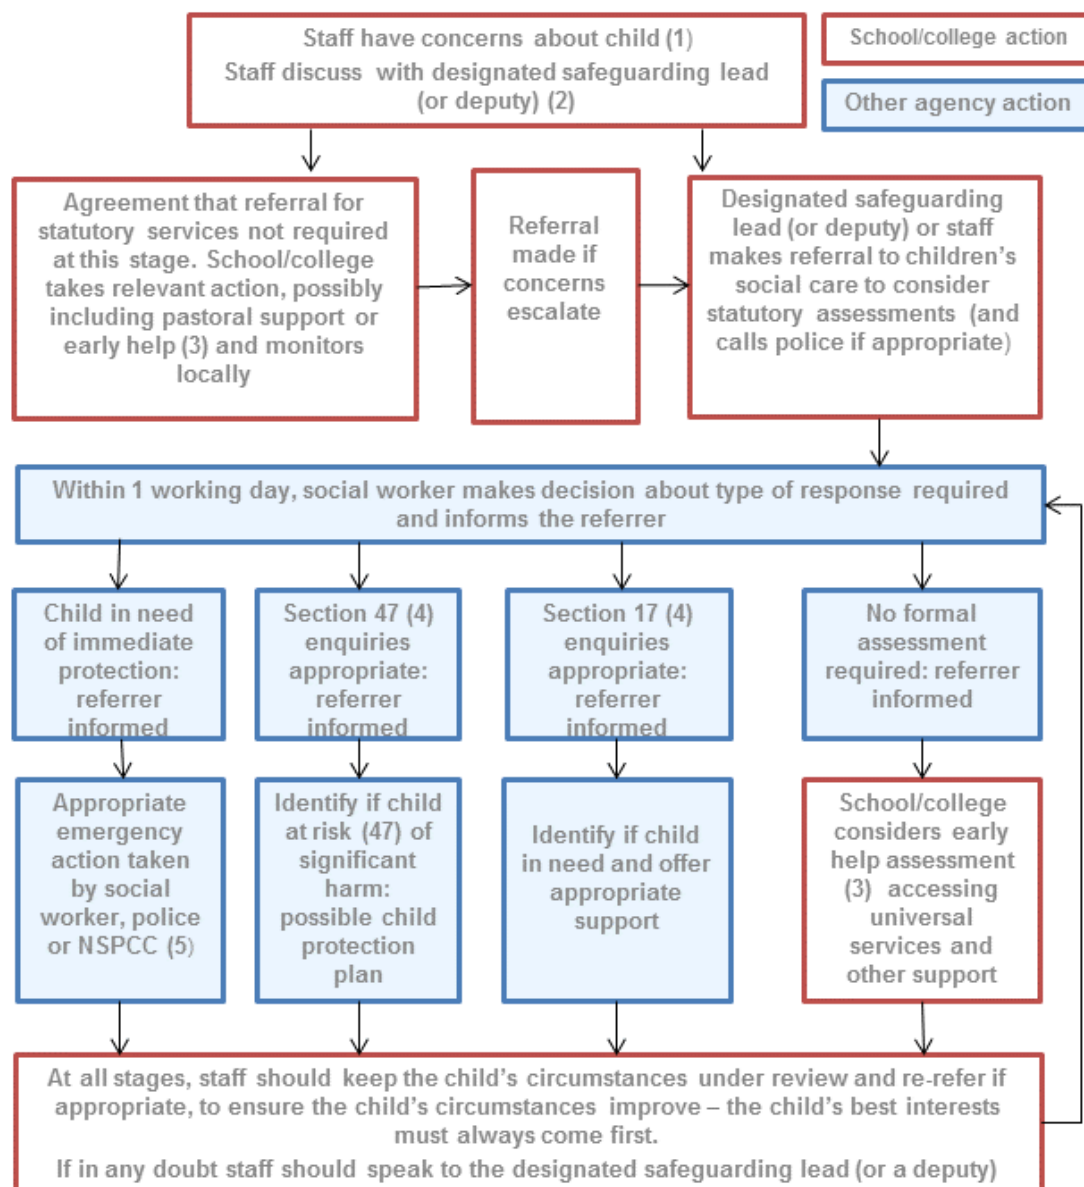 Staff have concerns about child (1)
Staff discuss with designated safeguarding lead
(or deputy) (2)
School/college action
Other agency action
Agreement that referral for
statutory services not required
at this stage. School/college
takes relevant action, possibly
including pastoral support or
early help (3) and monitors
locally
Referral
made if
concerns
escalate
Designated safeguarding
lead (or deputy) or staff
makes referral to children's
social care to consider
statutory assessments (and
calls police if appropriate)
Within 1 working day, social worker makes decision about type of response required
and informs the referrer
Child in need
of immediate
protection:
referrer
informed
Section 47 (4)
enquiries
appropriate:
referrer
informed
Section 17 (4)
enquiries
appropriate:
referrer
informed
No formal
assessment
required: referrer
informed
Appropriate
emergency
action taken
by social
worker, police
or NSPCC (5)
Identify if child
at risk (47) of
significant
harm:
possible child
protection
plan
Identify if child
in need and offer
appropriate
support
School/college
considers early
help assessment
(3) accessing
universal
services and
other support
At all stages, staff should keep the child's circumstances under review and re-refer if
appropriate, to ensure the child's circumstances improve – the child's best interests
must always come first.
If in any doubt staff should speak to the designated safeguarding lead (or a deputy)